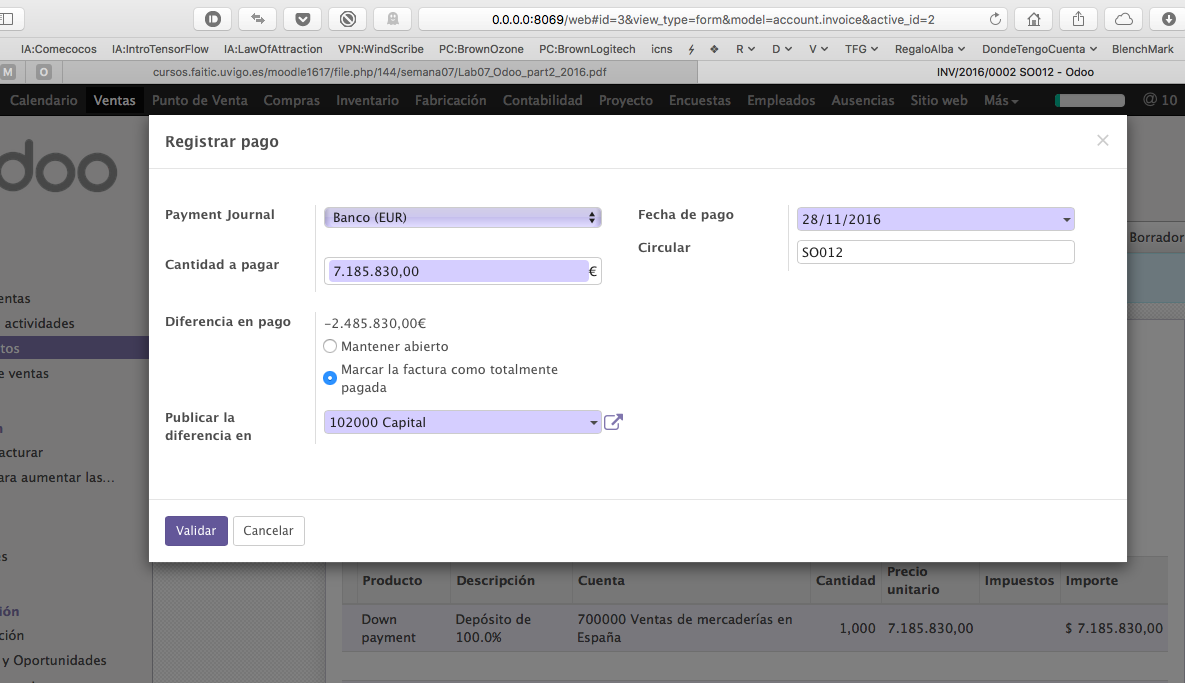 0.0.0.0:8069/web#id=3&view_type=form&model=account.invoice&active_id=2
IA:Comecocos IA:IntroTensorFlow IA:LawOfAttraction VPN:WindScribe PC:BrownOzone PC:BrownLogitech icns R D V TFG RegaloAlba DondeTengoCuenta BlenchMark
M O cursos.faitic.uvigo.es/moodle1617/file.php/144/semana07/Lab07_Odoo_part2_2016.pdf INV/2016/0002 SO012 - Odoo
Calendario Ventas Punto de Venta Compras Inventario Fabricación Contabilidad Proyecto Encuestas Empleados Ausencias Sitio web Más @ 10
Registrar pago ×
doo
Payment Journal Banco (EUR) Fecha de pago 28/11/2016
Borrador
Circular SO012
Cantidad a pagar 7.185.830,00 €
entas
actividades
tos
e ventas
Diferencia en pago -2.485.830,00€
Mantener abierto
Marcar la factura como totalmente
pagada
Publicar la
diferencia en
102000 Capital
n
acturar
ara aumentar las...
Validar Cancelar
s
ión
ción
y Oportunidades
Producto Descripción Cuenta Cantidad Precio
unitario Impuestos Importe
Down
payment
Depósito de
100.0%
700000 Ventas de mercaderías en
España
1,000 7.185.830,00 $ 7.185.830,00